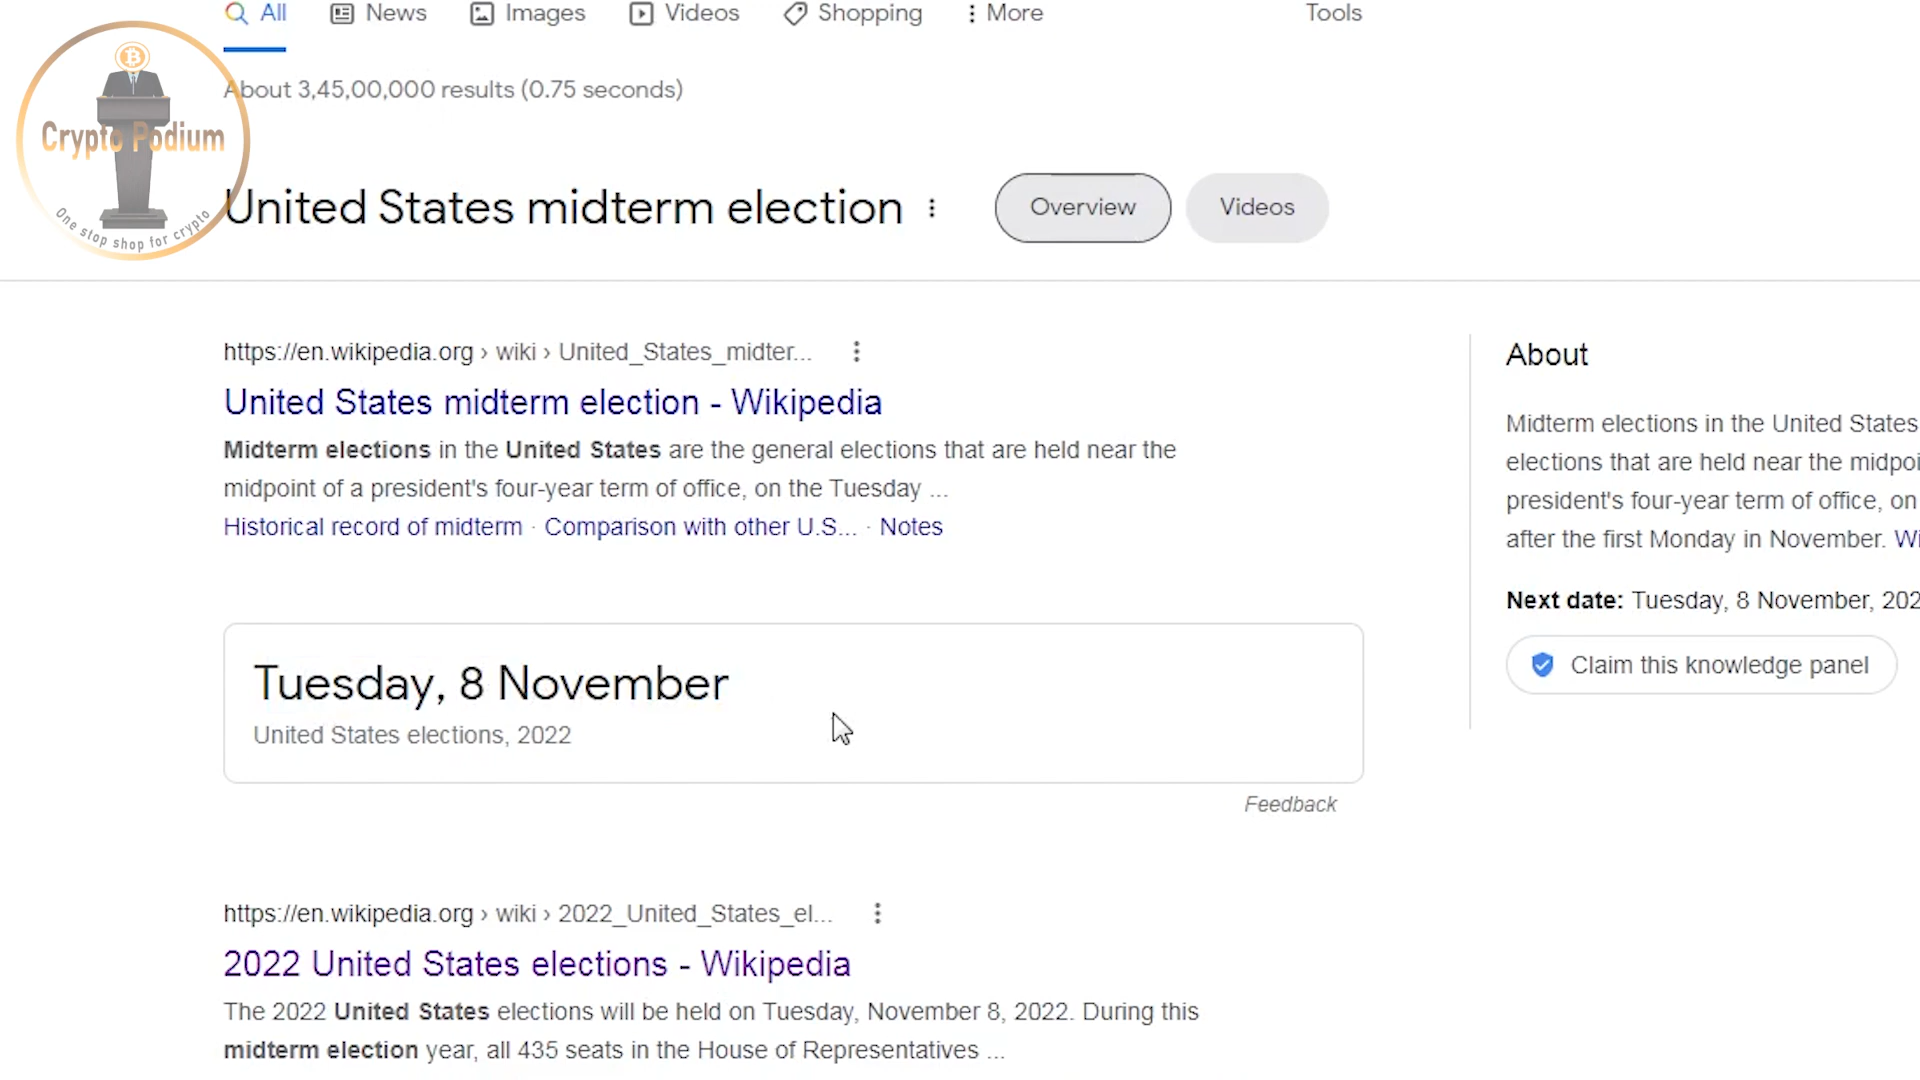 All News Images Videos Shopping More Tools
About 3,45,00,000 results (0.75 seconds)
Crypto Podium
One stop shop for crypto
United States midterm election
Overview Videos
https://en.wikipedia.org › wiki › United_States_midter...
United States midterm election - Wikipedia
Midterm elections in the United States are the general elections that are held near the
midpoint of a president's four-year term of office, on the Tuesday ...
Historical record of midterm · Comparison with other U.S... · Notes
Tuesday, 8 November
United States elections, 2022
Feedback
https://en.wikipedia.org › wiki › 2022_United_States_el...
2022 United States elections - Wikipedia
The 2022 United States elections will be held on Tuesday, November 8, 2022. During this
midterm election year, all 435 seats in the House of Representatives ...
About
Midterm elections in the United States
elections that are held near the midpoi
president's four-year term of office, on
after the first Monday in November. Wi
Next date: Tuesday, 8 November, 202
Claim this knowledge panel